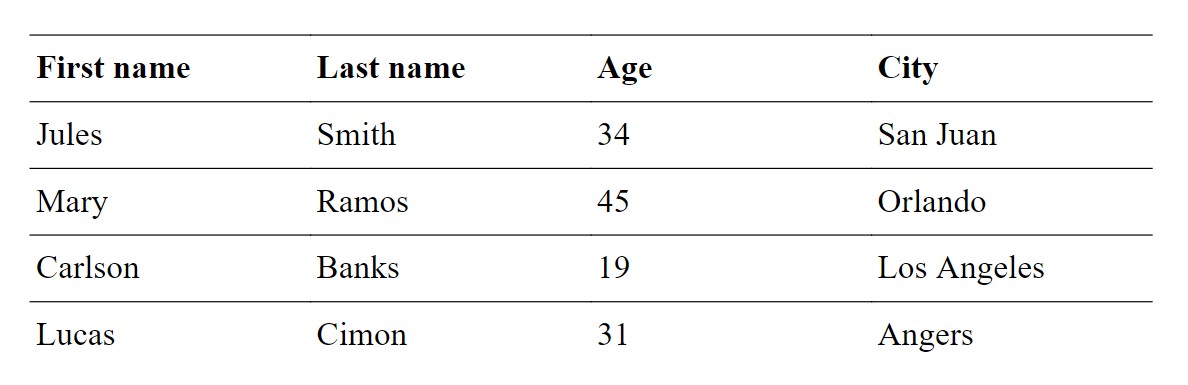 First name Last name Age City
Jules Smith 34 San Juan
Mary Ramos 45 Orlando
Carlson Banks 19 Los Angeles
Lucas Cimon 31 Angers